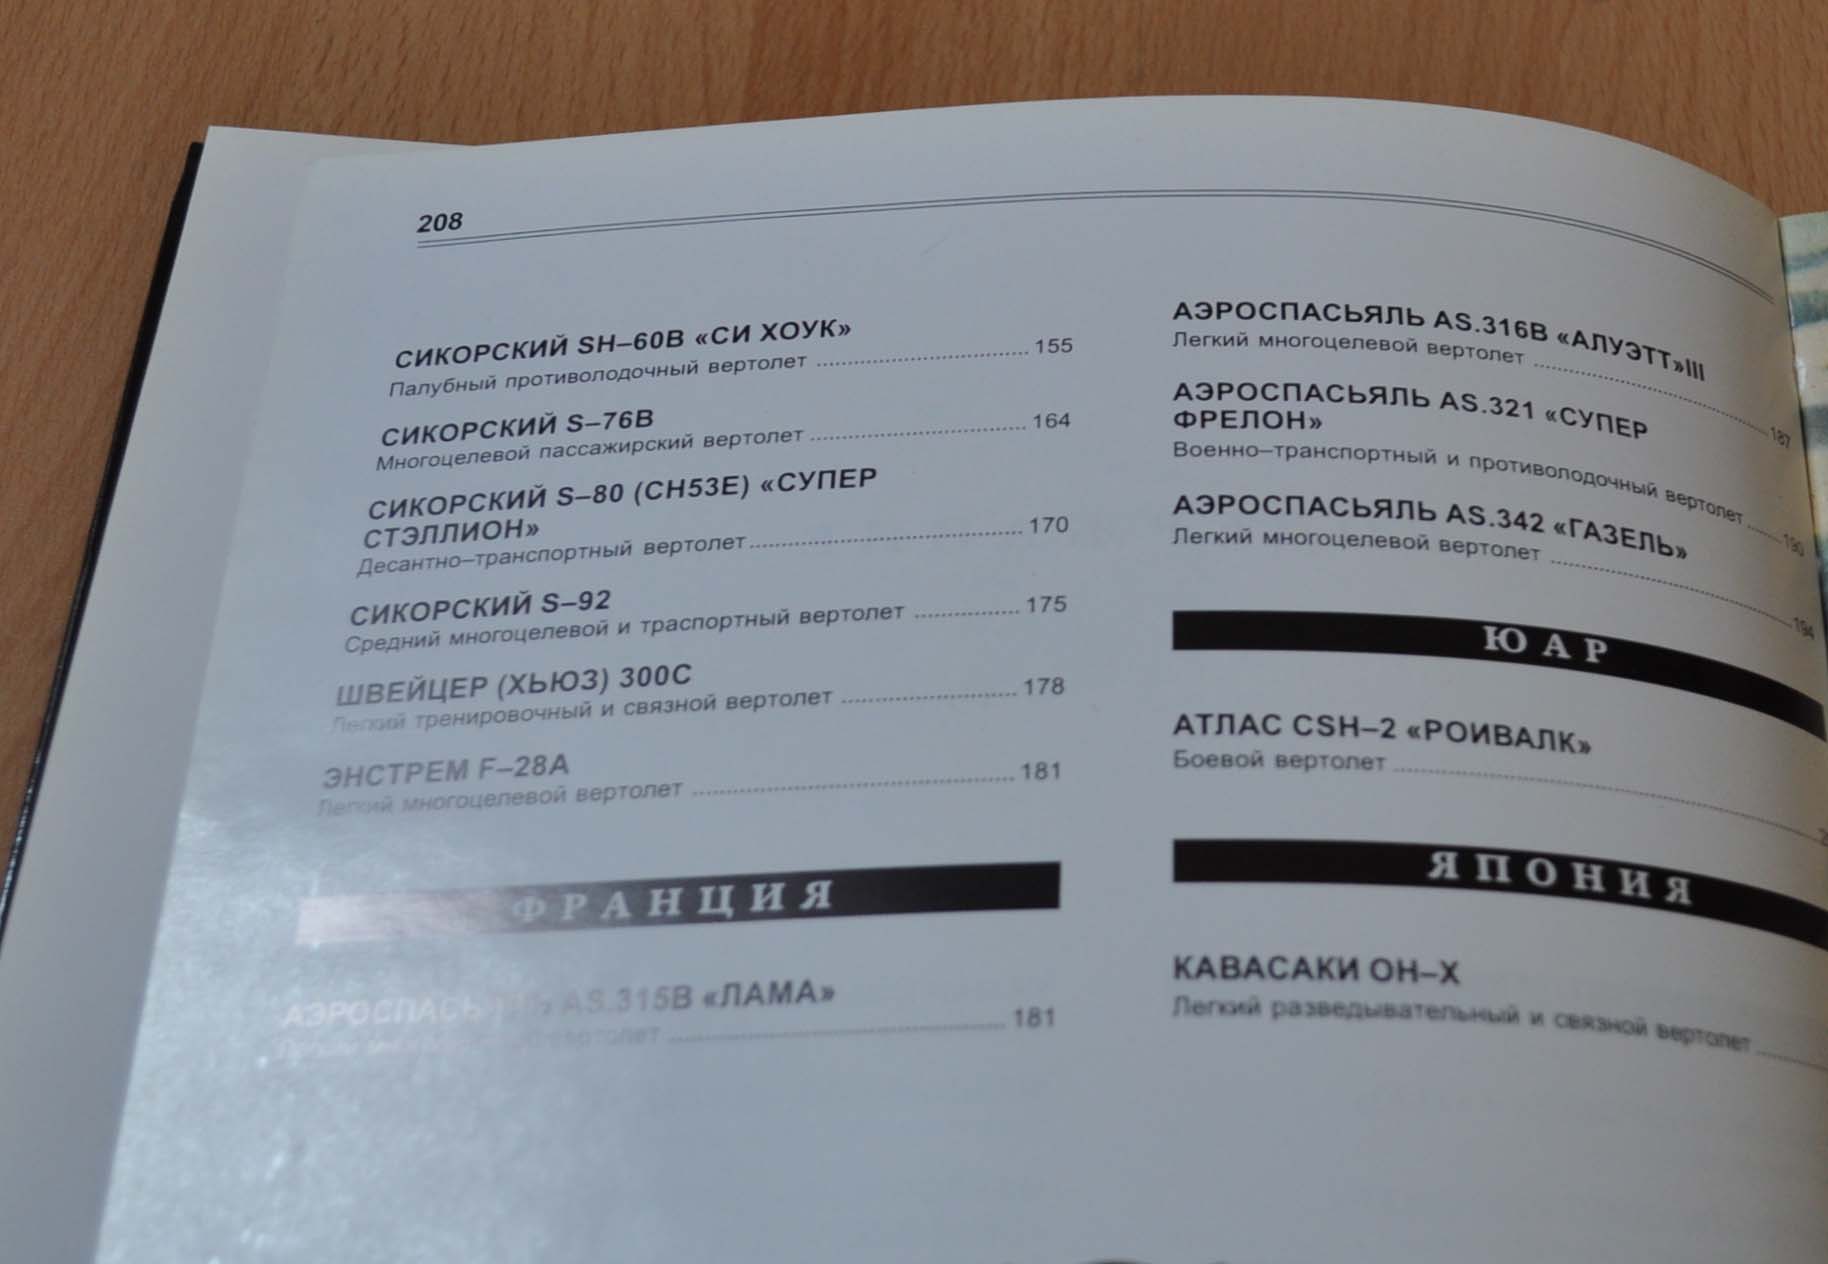 208
СИКОРСКИЙ SH–60B «СИ ХОУК»
Палубный противолодочный вертолет 155
СИКОРСКИЙ S–76B
Многоцелевой пассажирский вертолет 164
СИКОРСКИЙ S–80 (CH53E) «СУПЕР
СТЭЛЛИОН»
Десантно–транспортный вертолет 170
СИКОРСКИЙ S–92
Средний многоцелевой и траспортный вертолет 175
ШВЕЙЦЕР (ХЬЮЗ) 300C
Легкий тренировочный и связной вертолет 178
ЭНСТРЕМ F–28A
Легкий многоцелевой вертолет 181
ФРАНЦИЯ
АЭРОСПАСЬЯЛЬ AS.315B «ЛАМА»
вертолет 181
АЭРОСПАСЬЯЛЬ AS.316B «АЛУЭТТ»III
Легкий многоцелевой вертолет 187
АЭРОСПАСЬЯЛЬ AS.321 «СУПЕР
ФРЕЛОН»
Военно–транспортный и противолодочный вертолет 190
АЭРОСПАСЬЯЛЬ AS.342 «ГАЗЕЛЬ»
Легкий многоцелевой вертолет 194
ЮАР
АТЛАС CSH–2 «РОИВАЛК»
Боевой вертолет
ЯПОНИЯ
КАВАСАКИ OH–X
Легкий разведывательный и связной вертолет